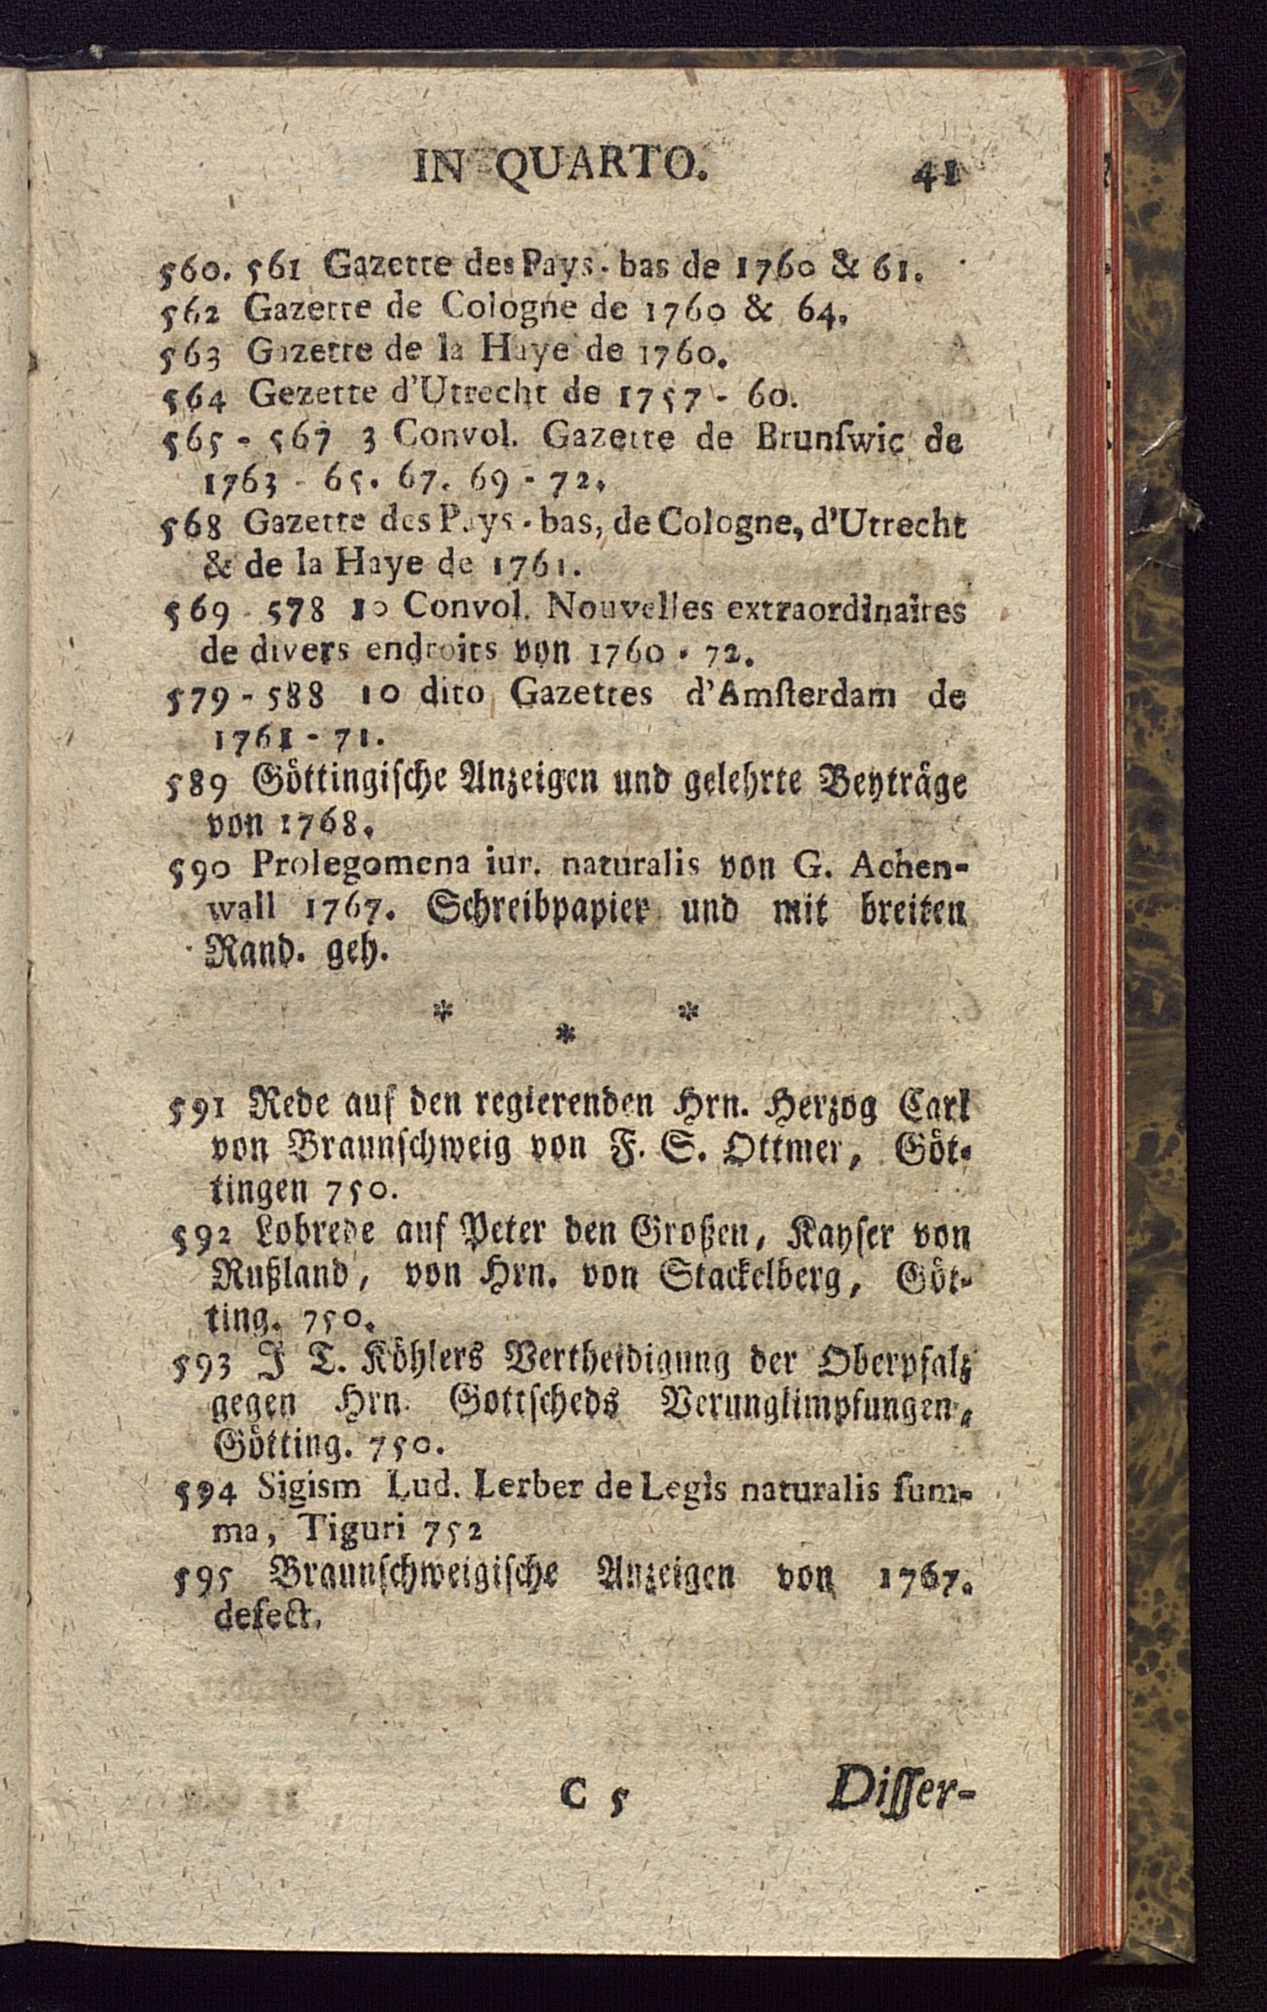 IN QUARTO. 41
560. 561 Gazette des Pays-bas de 1760 & 61.
562 Gazette de Cologne de 1760 & 64.
563 Gazette de la Haye de 1760.
564 Gezette d'Utrecht de 1757 - 60.
565 - 567 3 Convol. Gazette de Brunſwic de
1763 - 65. 67. 69 - 72.
568 Gazette des Pays-bas, de Cologne, d'Utrecht
& de la Haye de 1761.
569 - 578 10 Convol. Nouvelles extraordinaires
de divers endroits von 1760 - 72.
579 - 588 10 dito Gazettes d'Amſterdam de
1761 - 71.
589 Göttingiſche Anzeigen und gelehrte Beyträge
von 1768.
590 Prolegomena iur. naturalis von G. Achen-
wall 1767. Schreibpapier und mit breiten
Rand. geh.
* * *
591 Rede auf den regierenden Hrn. Herzog Carl
von Braunſchweig von F. S. Ottmer, Göt-
tingen 750.
592 Lobrede auf Peter den Großen, Kayſer von
Rußland, von Hrn. von Stackelberg, Göt-
ting. 750.
593 J T. Köhlers Vertheidigung der Oberpfalz
gegen Hrn. Gottſcheds Verunglimpfungen,
Götting. 750.
594 Sigism Lud. Lerber de Legis naturalis ſum-
ma, Tiguri 752
595 Braunſchweigiſche Anzeigen von 1767.
defect.
C 5 Diſſer-